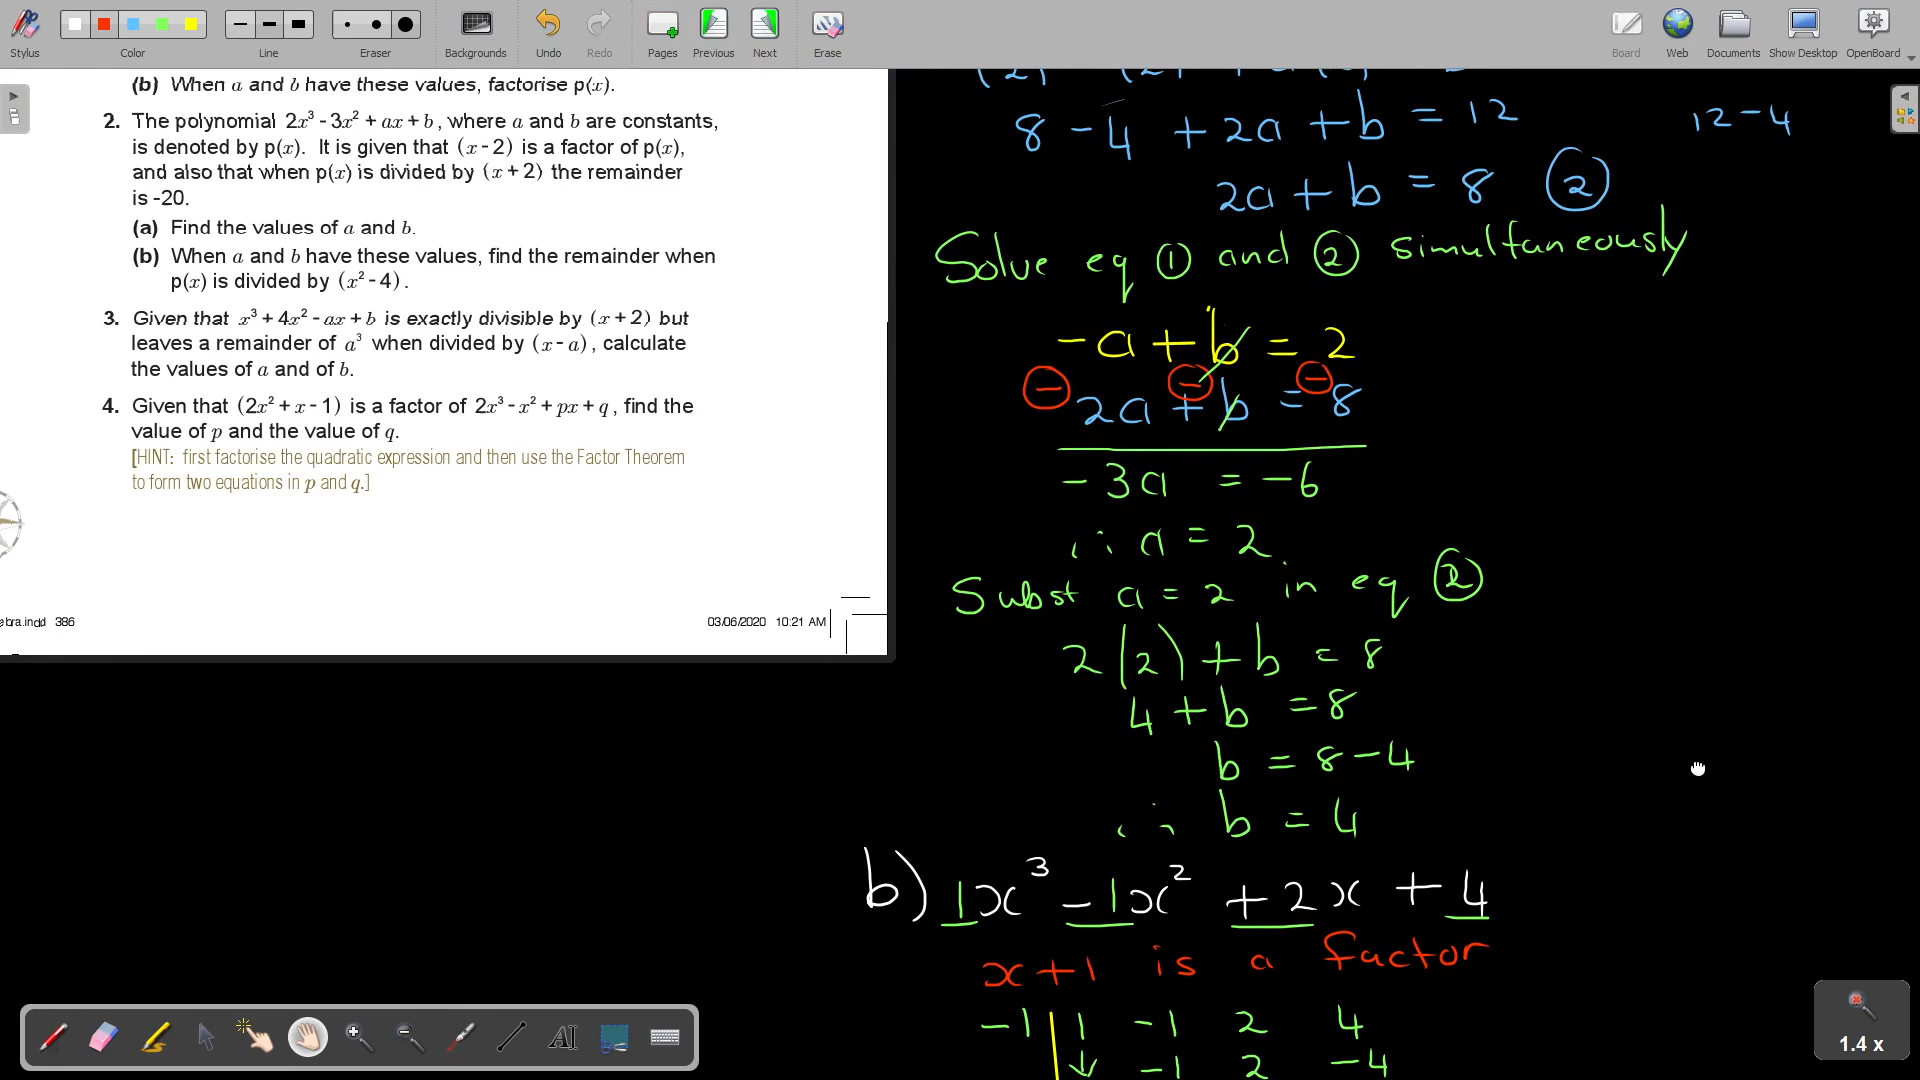 Stylus Color Line Eraser Backgrounds Undo Redo Pages Previous Next Erase Board Web Documents Show Desktop OpenBoard
(b) When a and b have these values, factorise p(x).
2. The polynomial 2x³ - 3x² + ax + b, where a and b are constants,
is denoted by p(x). It is given that (x - 2) is a factor of p(x),
and also that when p(x) is divided by (x + 2) the remainder
is -20.
(a) Find the values of a and b.
(b) When a and b have these values, find the remainder when
p(x) is divided by (x² - 4).
3. Given that x³ + 4x² - ax + b is exactly divisible by (x + 2) but
leaves a remainder of a³ when divided by (x - a), calculate
the values of a and of b.
4. Given that (2x² + x - 1) is a factor of 2x³ - x² + px + q, find the
value of p and the value of q.
[HINT: first factorise the quadratic expression and then use the Factor Theorem
to form two equations in p and q.]
ebra.indd 386 03/06/2020 10:21 AM
8 - 4 + 2a + b = 12
12 - 4
2a + b = 8 ②
Solve eq ① and ② simultaneously
-a + b = 2
- - -
2a + b = 8
-3a = -6
∴ a = 2
Subst a = 2 in eq ②
2(2) + b = 8
4 + b = 8
b = 8 - 4
∴ b = 4
b) 1x³ - 1x² + 2x + 4
x + 1 is a factor
-1 | 1 -1 2 4
↓ -1 2 -4
1.4 x